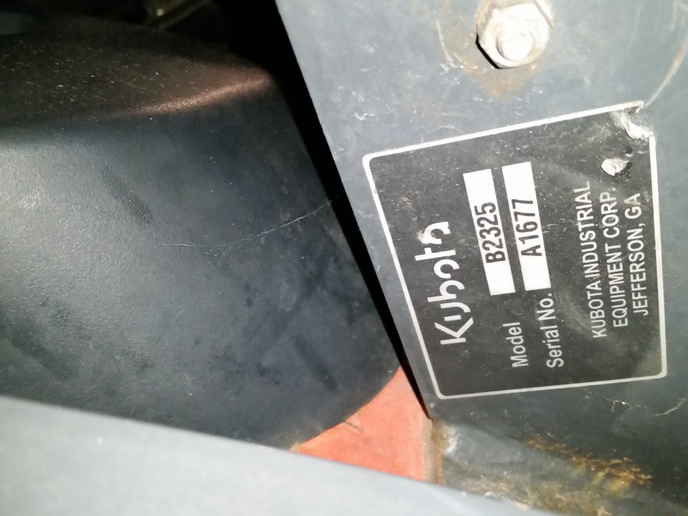 Kubota
Model B2325
Serial No. A1677
KUBOTA INDUSTRIAL
EQUIPMENT CORP.
JEFFERSON, GA